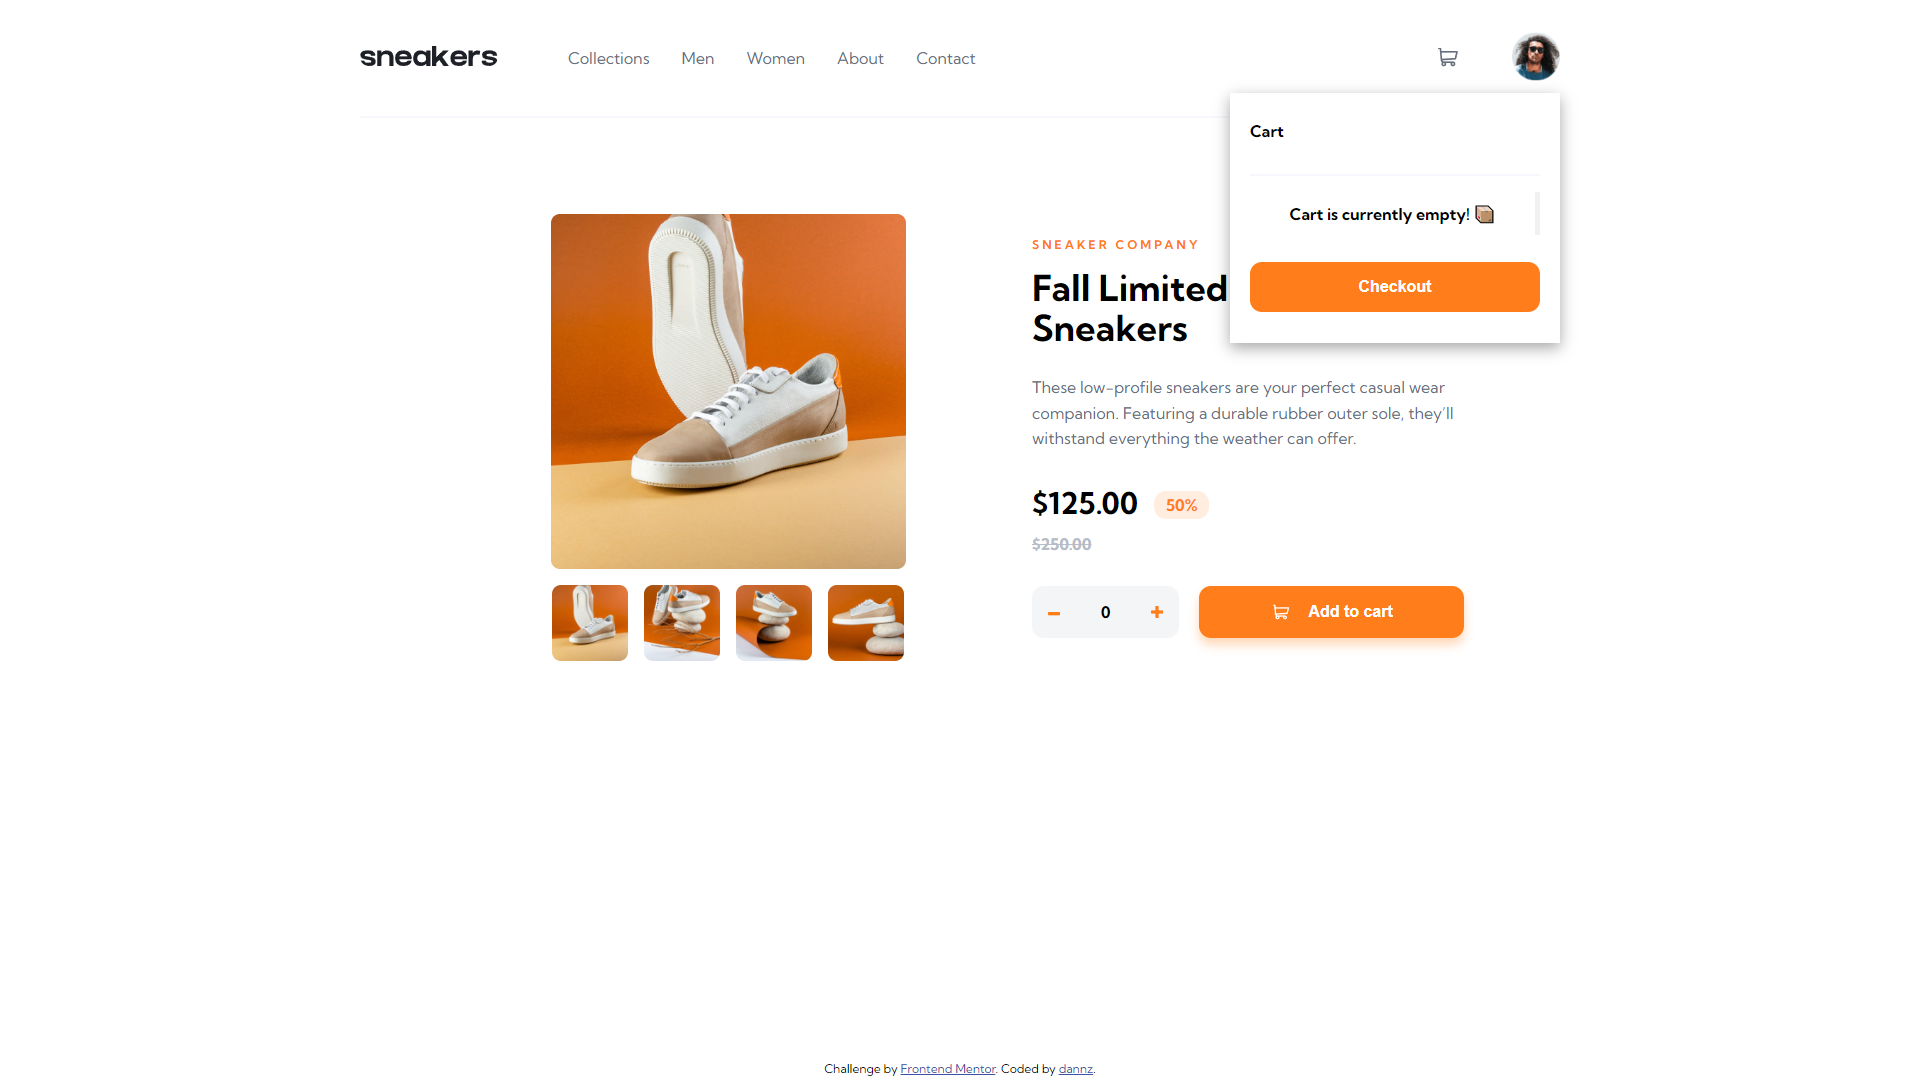 sneakers
Collections Men Women About Contact
Cart
Cart is currently empty!
Checkout
SNEAKER COMPANY
Fall Limited
Sneakers
These low-profile sneakers are your perfect casual wear
companion. Featuring a durable rubber outer sole, they’ll
withstand everything the weather can offer.
$125.00 50%
$250.00
0
Add to cart
Challenge by Frontend Mentor. Coded by dannz.